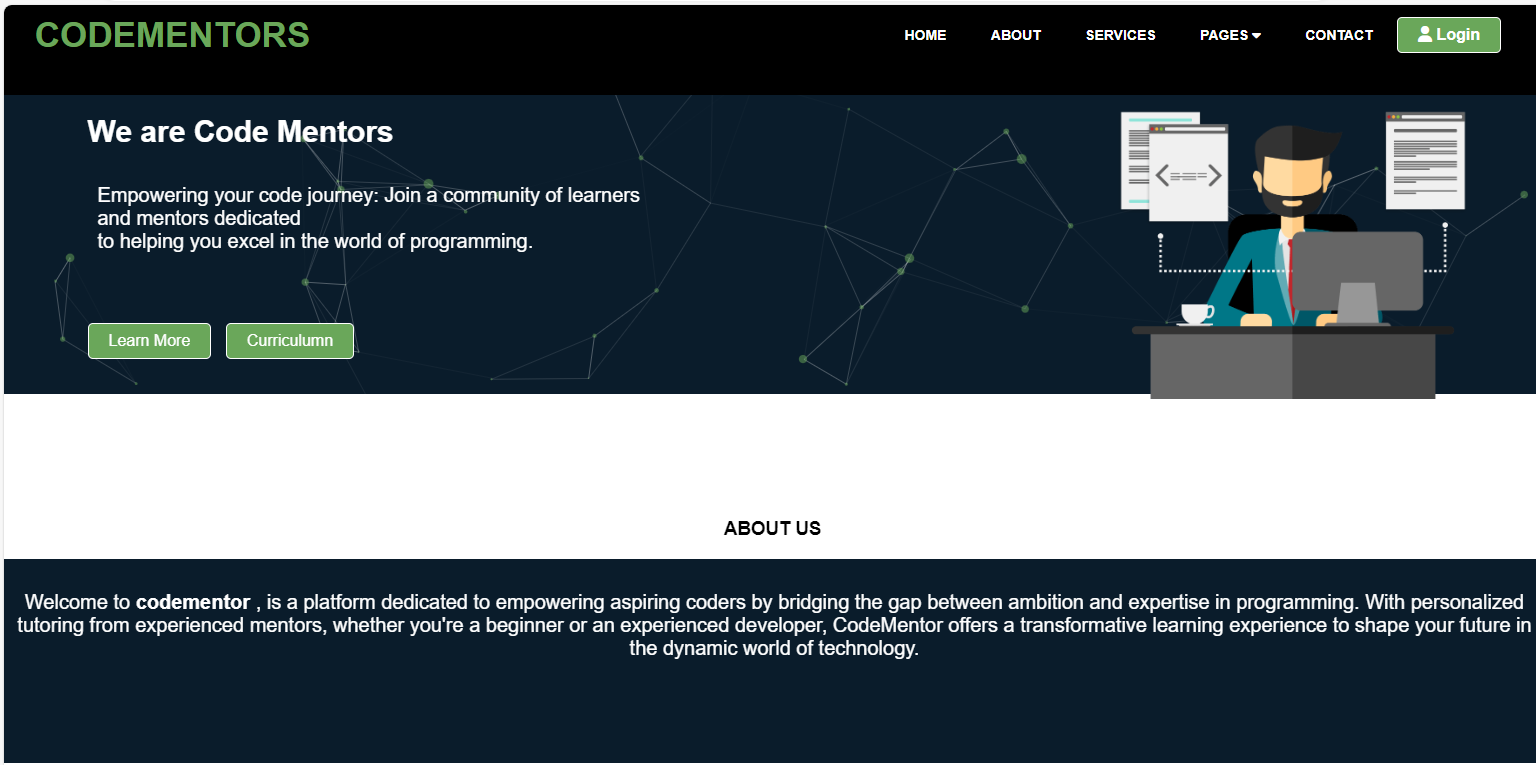 CODEMENTORS
HOME ABOUT SERVICES PAGES CONTACT Login
We are Code Mentors
Empowering your code journey: Join a community of learners
and mentors dedicated
to helping you excel in the world of programming.
Learn More Curriculumn
ABOUT US
Welcome to codementor , is a platform dedicated to empowering aspiring coders by bridging the gap between ambition and expertise in programming. With personalized
tutoring from experienced mentors, whether you're a beginner or an experienced developer, CodeMentor offers a transformative learning experience to shape your future in
the dynamic world of technology.